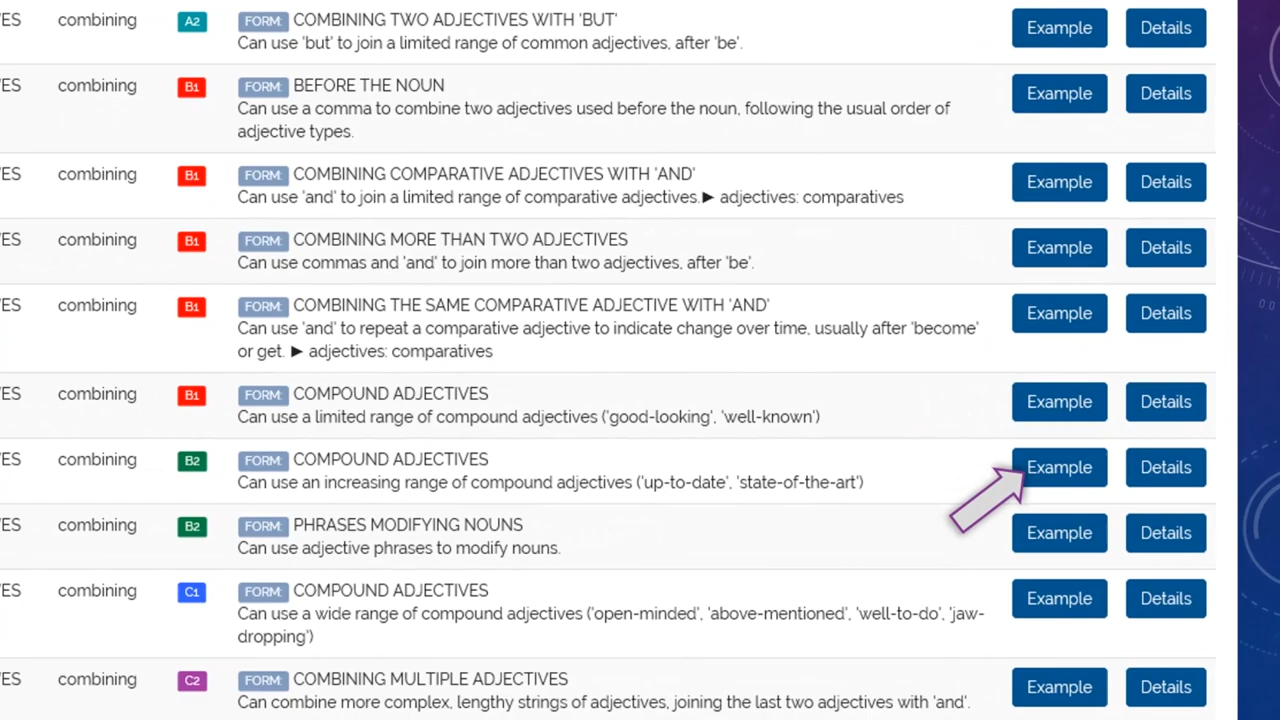 VES combining A2 FORM: COMBINING TWO ADJECTIVES WITH 'BUT' Example Details
Can use 'but' to join a limited range of common adjectives, after 'be'.
VES combining B1 FORM: BEFORE THE NOUN Example Details
Can use a comma to combine two adjectives used before the noun, following the usual order of
adjective types.
VES combining B1 FORM: COMBINING COMPARATIVE ADJECTIVES WITH 'AND' Example Details
Can use 'and' to join a limited range of comparative adjectives.► adjectives: comparatives
VES combining B1 FORM: COMBINING MORE THAN TWO ADJECTIVES Example Details
Can use commas and 'and' to join more than two adjectives, after 'be'.
VES combining B1 FORM: COMBINING THE SAME COMPARATIVE ADJECTIVE WITH 'AND' Example Details
Can use 'and' to repeat a comparative adjective to indicate change over time, usually after 'become'
or get. ► adjectives: comparatives
VES combining B1 FORM: COMPOUND ADJECTIVES Example Details
Can use a limited range of compound adjectives ('good-looking', 'well-known')
VES combining B2 FORM: COMPOUND ADJECTIVES Example Details
Can use an increasing range of compound adjectives ('up-to-date', 'state-of-the-art')
VES combining B2 FORM: PHRASES MODIFYING NOUNS Example Details
Can use adjective phrases to modify nouns.
VES combining C1 FORM: COMPOUND ADJECTIVES Example Details
Can use a wide range of compound adjectives ('open-minded', 'above-mentioned', 'well-to-do', 'jaw-
dropping')
VES combining C2 FORM: COMBINING MULTIPLE ADJECTIVES Example Details
Can combine more complex, lengthy strings of adjectives, joining the last two adjectives with 'and'.